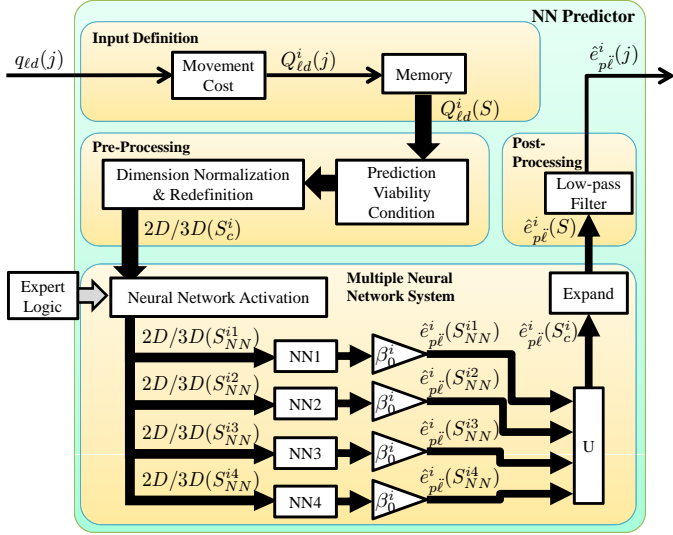 NN Predictor
Input Definition
q_{ℓd}(j)
Movement
Cost
Q^i_{ℓd}(j)
Memory
ê^i_{pℓ̈}(j)
Q^i_{ℓd}(S)
Pre-Processing
Dimension Normalization
& Redefinition
Prediction
Viability
Condition
Post-
Processing
Low-pass
Filter
2D/3D(S^i_c)
ê^i_{pℓ̈}(S)
Expert
Logic
Neural Network Activation
Multiple Neural
Network System
Expand
ê^i_{pℓ̈}(S^i_c)
2D/3D(S^{i1}_{NN})
NN1
β^i_0
ê^i_{pℓ̈}(S^{i1}_{NN})
2D/3D(S^{i2}_{NN})
NN2
β^i_0
ê^i_{pℓ̈}(S^{i2}_{NN})
2D/3D(S^{i3}_{NN})
NN3
β^i_0
ê^i_{pℓ̈}(S^{i3}_{NN})
U
2D/3D(S^{i4}_{NN})
NN4
β^i_0
ê^i_{pℓ̈}(S^{i4}_{NN})